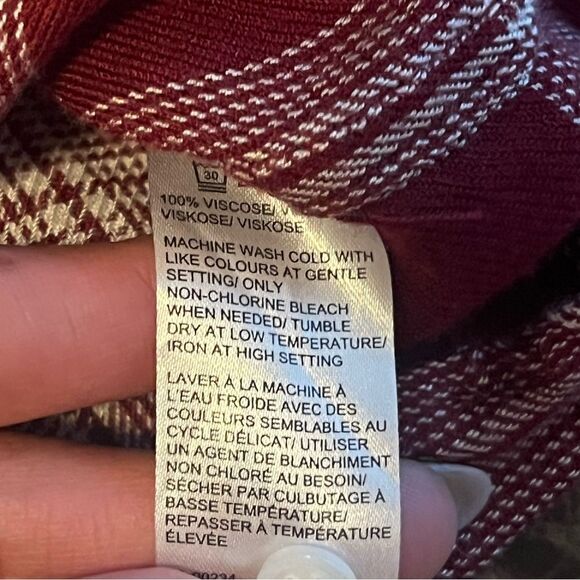 30
100% VISCOSE/
VISKOSE/ VISKOSE
MACHINE WASH COLD WITH
LIKE COLOURS AT GENTLE
SETTING/ ONLY
NON-CHLORINE BLEACH
WHEN NEEDED/ TUMBLE
DRY AT LOW TEMPERATURE/
IRON AT HIGH SETTING
LAVER À LA MACHINE À
L'EAU FROIDE AVEC DES
COULEURS SEMBLABLES AU
CYCLE DÉLICAT/ UTILISER
UN AGENT DE BLANCHIMENT
NON CHLORÉ AU BESOIN/
SÉCHER PAR CULBUTAGE À
BASSE TEMPÉRATURE/
REPASSER À TEMPÉRATURE
ÉLEVÉE